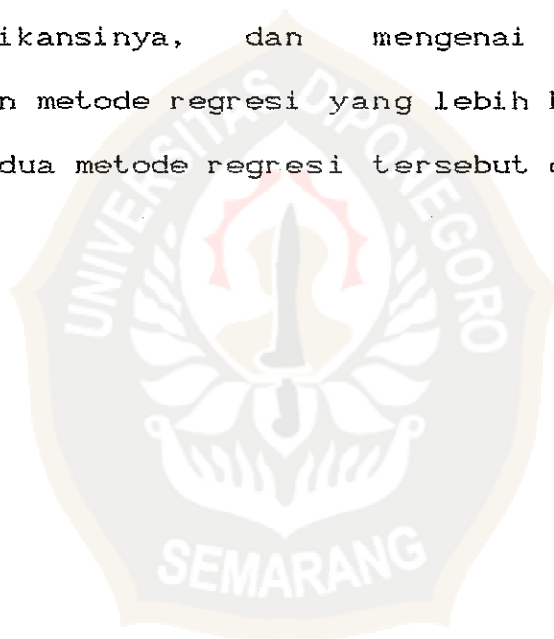 ikansinya, dan mengenai
n metode regresi yang lebih
dua metode regresi tersebut
UNIVERSITAS DIPONEGORO
SEMARANG